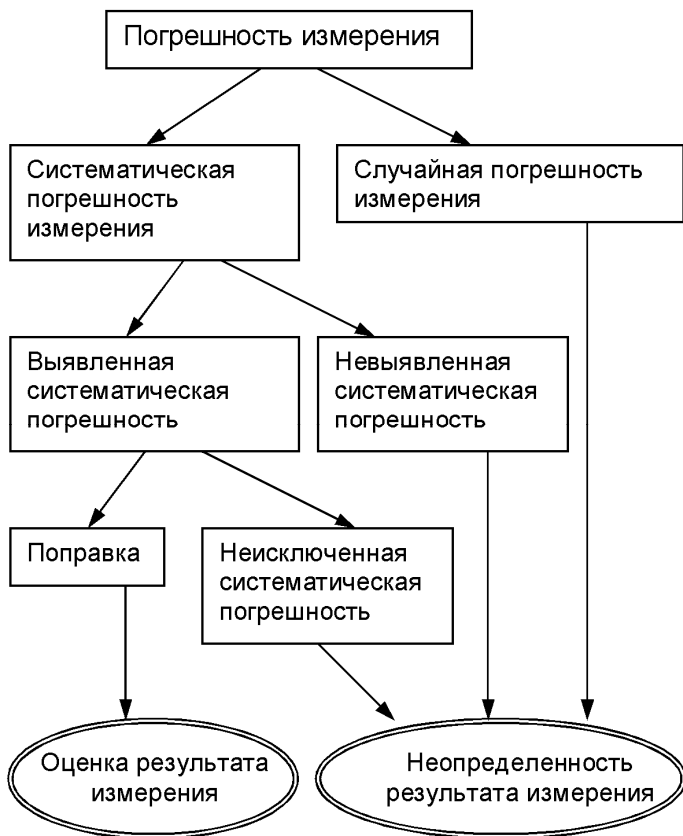 Погрешность измерения
Систематическая
погрешность
измерения
Случайная погрешность
измерения
Выявленная
систематическая
погрешность
Невыявленная
систематическая
погрешность
Поправка
Неисключенная
систематическая
погрешность
Оценка результата
измерения
Неопределенность
результата измерения